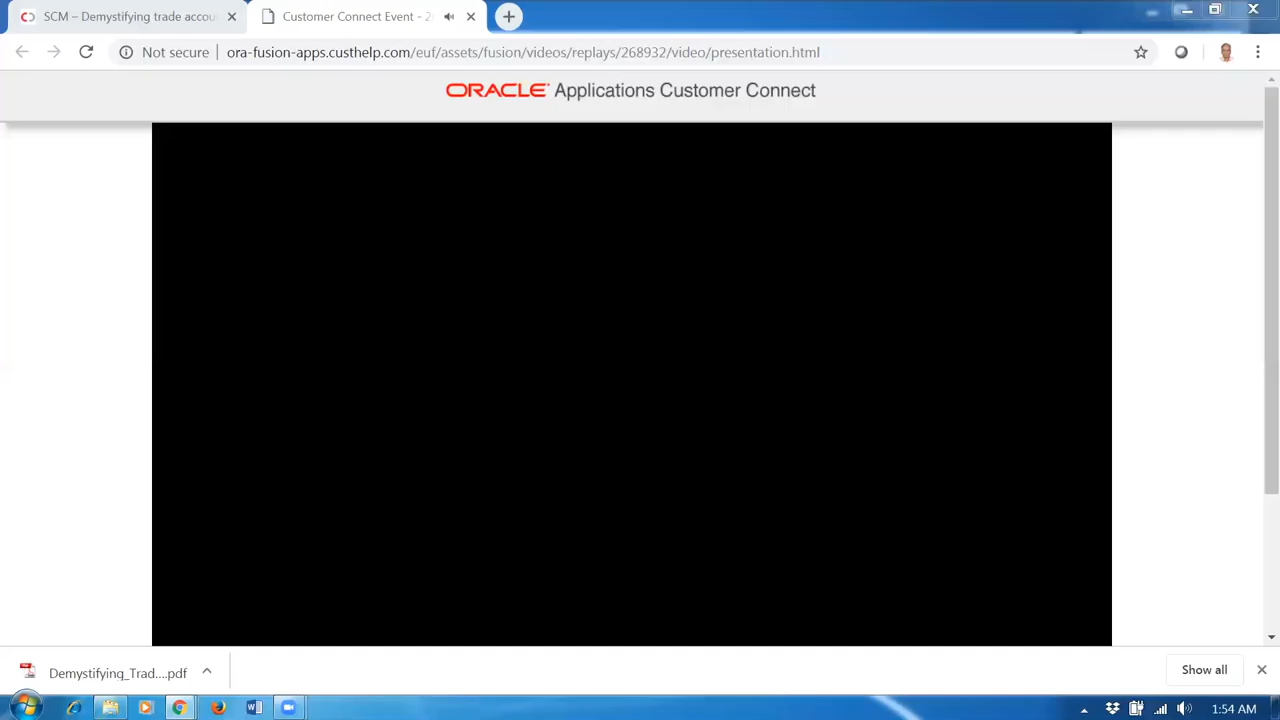 SCM – Demystifying trade accou
Customer Connect Event - 2
Not secure
ora-fusion-apps.custhelp.com/euf/assets/fusion/videos/replays/268932/video/presentation.html
ORACLE Applications Customer Connect
Demystifying_Trad....pdf
Show all
1:54 AM